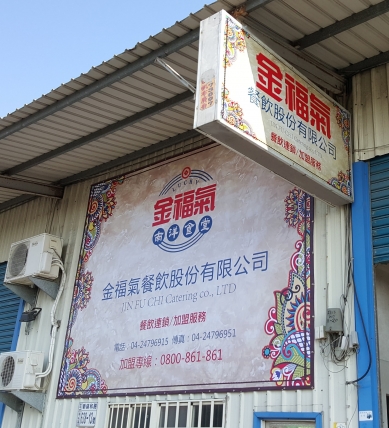 金福氣
餐飲股份有限公司
餐飲連鎖/加盟服務
金福氣
南洋食堂
金福氣餐飲股份有限公司
JIN FU CHI Catering co., LTD
餐飲連鎖/加盟服務
電話：04-24796915 傳真：04-24796951
加盟專線：0800-861-861